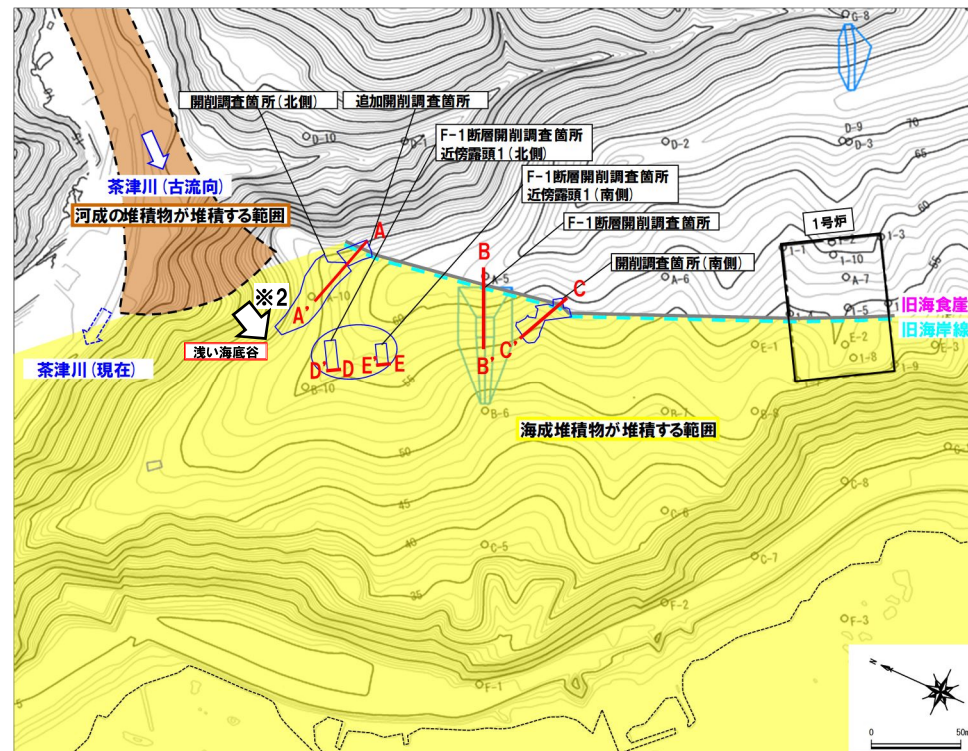 G-8
開削調査箇所(北側)
追加開削調査箇所
F-1断層開削調査箇所
近傍露頭1(北側)
F-1断層開削調査箇所
近傍露頭1(南側)
F-1断層開削調査箇所
開削調査箇所(南側)
D-10
D-1
D-2
D-9
D-3
70
65
60
55
茶津川(古流向)
河成の堆積物が堆積する範囲
茶津川(現在)
※2
浅い海底谷
A
A'
A-10
60
55
B
A-5
B'
C
C'
A-6
1号炉
1-1
1-2
1-3
1-10
A-7
1-5
E-2
1-8
1-9
E-1
旧海食崖
旧海岸線
D'
D
E'
E
B-10
B-6
B-7
B-8
海成堆積物が堆積する範囲
50
45
40
35
C-5
C-6
C-7
C-8
F-1
F-2
F-3
N
0
50m